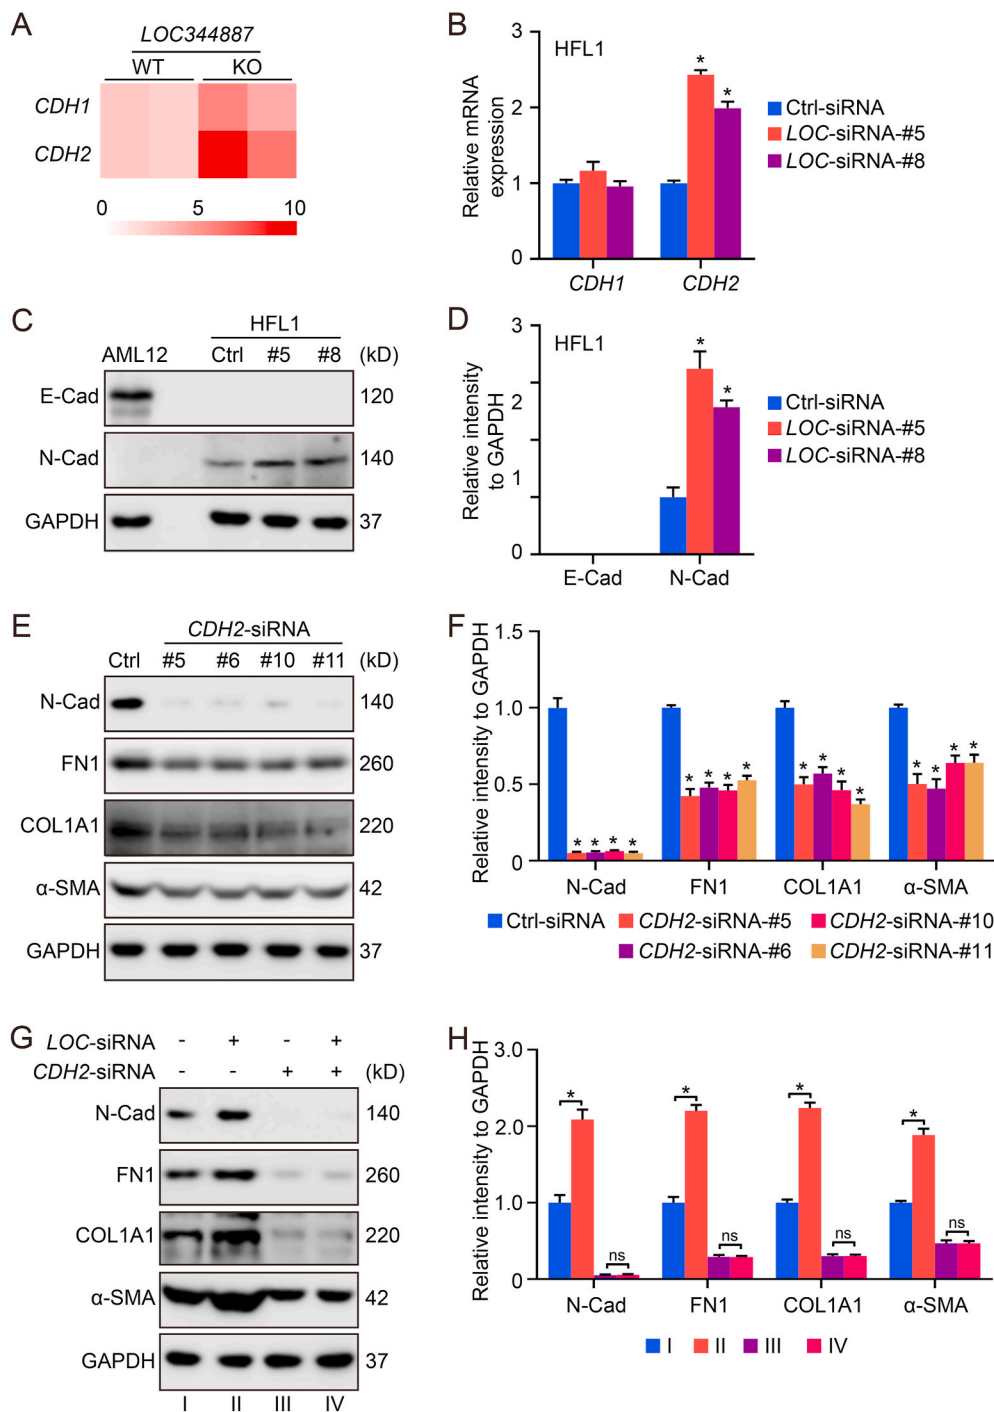 A
LOC344887
WT KO
CDH1
CDH2
0 5 10
B
HFL1
Relative mRNA expression
3
2
1
0
* *
CDH1 CDH2
Ctrl-siRNA
LOC-siRNA-#5
LOC-siRNA-#8
C
HFL1
AML12 Ctrl #5 #8 (kD)
E-Cad 120
N-Cad 140
GAPDH 37
D
HFL1
Relative intensity to GAPDH
3
2
1
0
* *
E-Cad N-Cad
Ctrl-siRNA
LOC-siRNA-#5
LOC-siRNA-#8
E
CDH2-siRNA
Ctrl #5 #6 #10 #11 (kD)
N-Cad 140
FN1 260
COL1A1 220
α-SMA 42
GAPDH 37
F
Relative intensity to GAPDH
1.5
1.0
0.5
0
* * * * * * * * * * * * * * * *
N-Cad FN1 COL1A1 α-SMA
Ctrl-siRNA CDH2-siRNA-#5 CDH2-siRNA-#10
CDH2-siRNA-#6 CDH2-siRNA-#11
G
LOC-siRNA - + - +
CDH2-siRNA - - + + (kD)
N-Cad 140
FN1 260
COL1A1 220
α-SMA 42
GAPDH 37
I II III IV
H
Relative intensity to GAPDH
3.0
2.0
1.0
0
* * * *
ns ns ns ns
N-Cad FN1 COL1A1 α-SMA
I II III IV